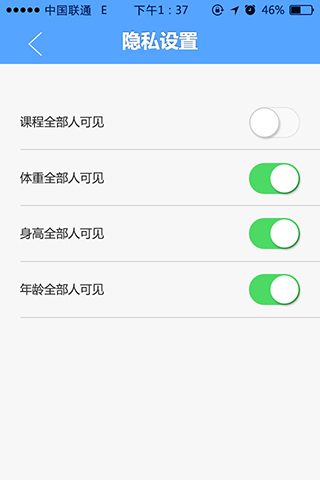 中国联通 E 下午1：37 46%
隐私设置
课程全部人可见
体重全部人可见
身高全部人可见
年龄全部人可见